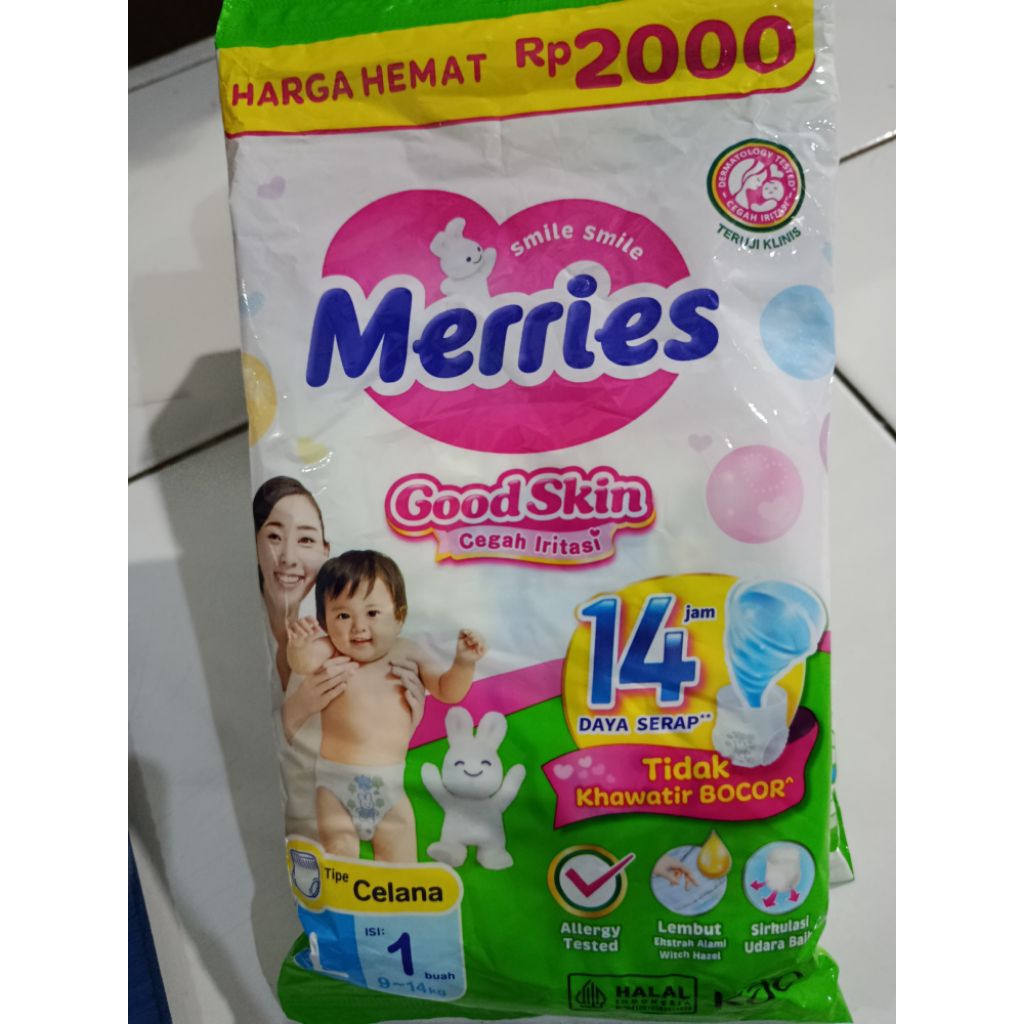 HARGA HEMAT Rp2000
DERMATOLOGY TESTED
CEGAH IRITASI
TERUJI KLINIS
Smile Smile
Merries
Good Skin
Cegah Iritasi
14 jam
DAYA SERAP**
Tidak
Khawatir BOCOR^
Tipe Celana
L
ISI:
1
buah
9~14kg
Allergy
Tested
Lembut
Ekstrak Alami
Witch Hazel
Sirkulasi
Udara Baik
HALAL
INDONESIA
Kao